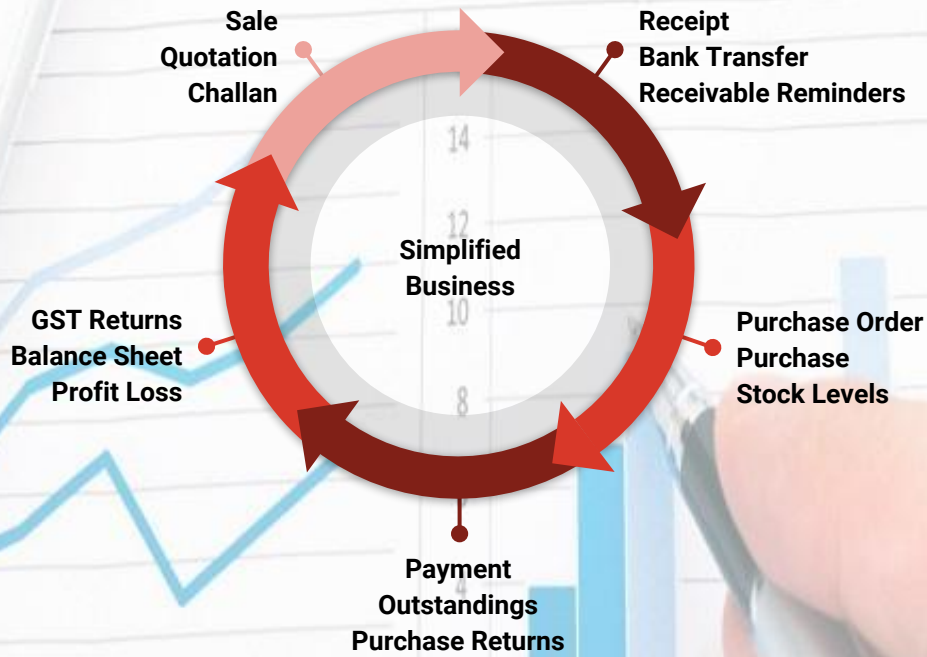 Sale
Quotation
Challan
Receipt
Bank Transfer
Receivable Reminders
14
12
Simplified
Business
10
GST Returns
Balance Sheet
Profit Loss
Purchase Order
Purchase
Stock Levels
8
4
Payment
Outstandings
Purchase Returns